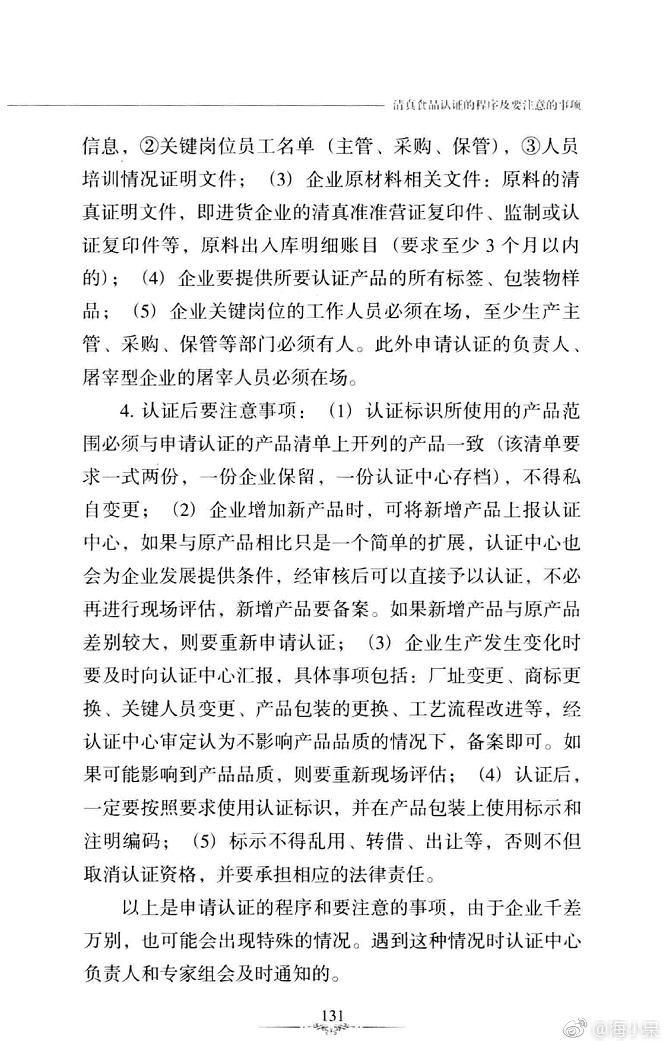 清真食品认证的程序及要注意的事项
信息，②关键岗位员工名单（主管、采购、保管），③人员
培训情况证明文件；（3）企业原材料相关文件：原料的清
真证明文件，即进货企业的清真准准营证复印件、监制或认
证复印件等，原料出入库明细账目（要求至少 3 个月以内
的）；（4）企业要提供所要认证产品的所有标签、包装物样
品；（5）企业关键岗位的工作人员必须在场，至少生产主
管、采购、保管等部门必须有人。此外申请认证的负责人、
屠宰型企业的屠宰人员必须在场。
4. 认证后要注意事项：（1）认证标识所使用的产品范
围必须与申请认证的产品清单上开列的产品一致（该清单要
求一式两份，一份企业保留，一份认证中心存档），不得私
自变更；（2）企业增加新产品时，可将新增产品上报认证
中心，如果与原产品相比只是一个简单的扩展，认证中心也
会为企业发展提供条件，经审核后可以直接予以认证，不必
再进行现场评估，新增产品要备案。如果新增产品与原产品
差别较大，则要重新申请认证；（3）企业生产发生变化时
要及时向认证中心汇报，具体事项包括：厂址变更、商标更
换、关键人员变更、产品包装的更换、工艺流程改进等，经
认证中心审定认为不影响产品品质的情况下，备案即可。如
果可能影响到产品品质，则要重新现场评估；（4）认证后，
一定要按照要求使用认证标识，并在产品包装上使用标示和
注明编码；（5）标示不得乱用、转借、出让等，否则不但
取消认证资格，并要承担相应的法律责任。
以上是申请认证的程序和要注意的事项，由于企业千差
万别，也可能会出现特殊的情况。遇到这种情况时认证中心
负责人和专家组会及时通知的。
131
@海小呆